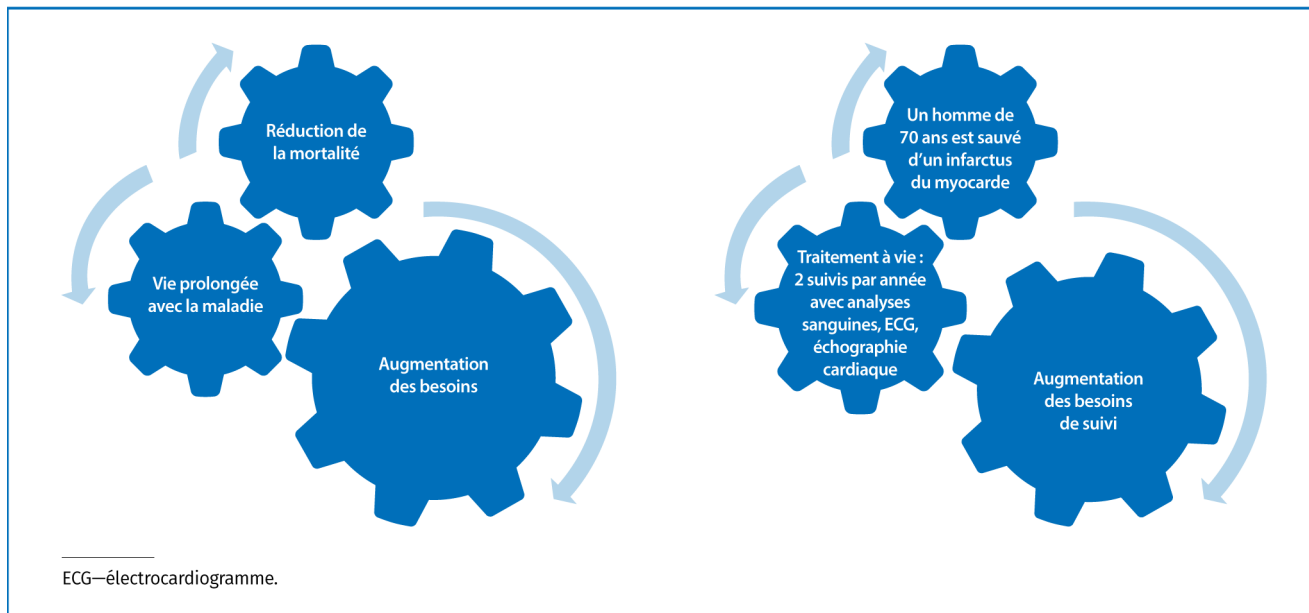 Réduction de
la mortalité
Vie prolongée
avec la maladie
Augmentation
des besoins
Un homme de
70 ans est sauvé
d’un infarctus
du myocarde
Traitement à vie :
2 suivis par année
avec analyses
sanguines, ECG,
échographie
cardiaque
Augmentation
des besoins
de suivi
ECG—électrocardiogramme.